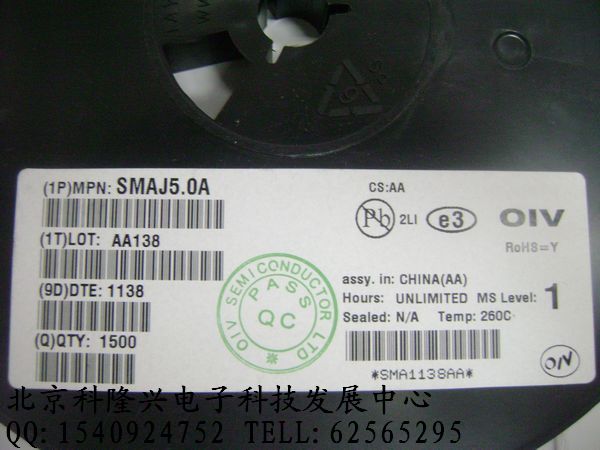 (1P)MPN: SMAJ5.0A
(1T)LOT: AA138
(9D)DTE: 1138
(Q)QTY: 1500
OIV SEMICONDUCTOR LTD
PASS
QC
CS:AA
Pb 2LI e3 OIV
RoHS=Y
assy. in: CHINA(AA)
Hours: UNLIMITED MS Level: 1
Sealed: N/A Temp: 260C
*SMA1138AA*
OIV
北京科隆兴电子科技发展中心
QQ:1540924752 TELL:62565295